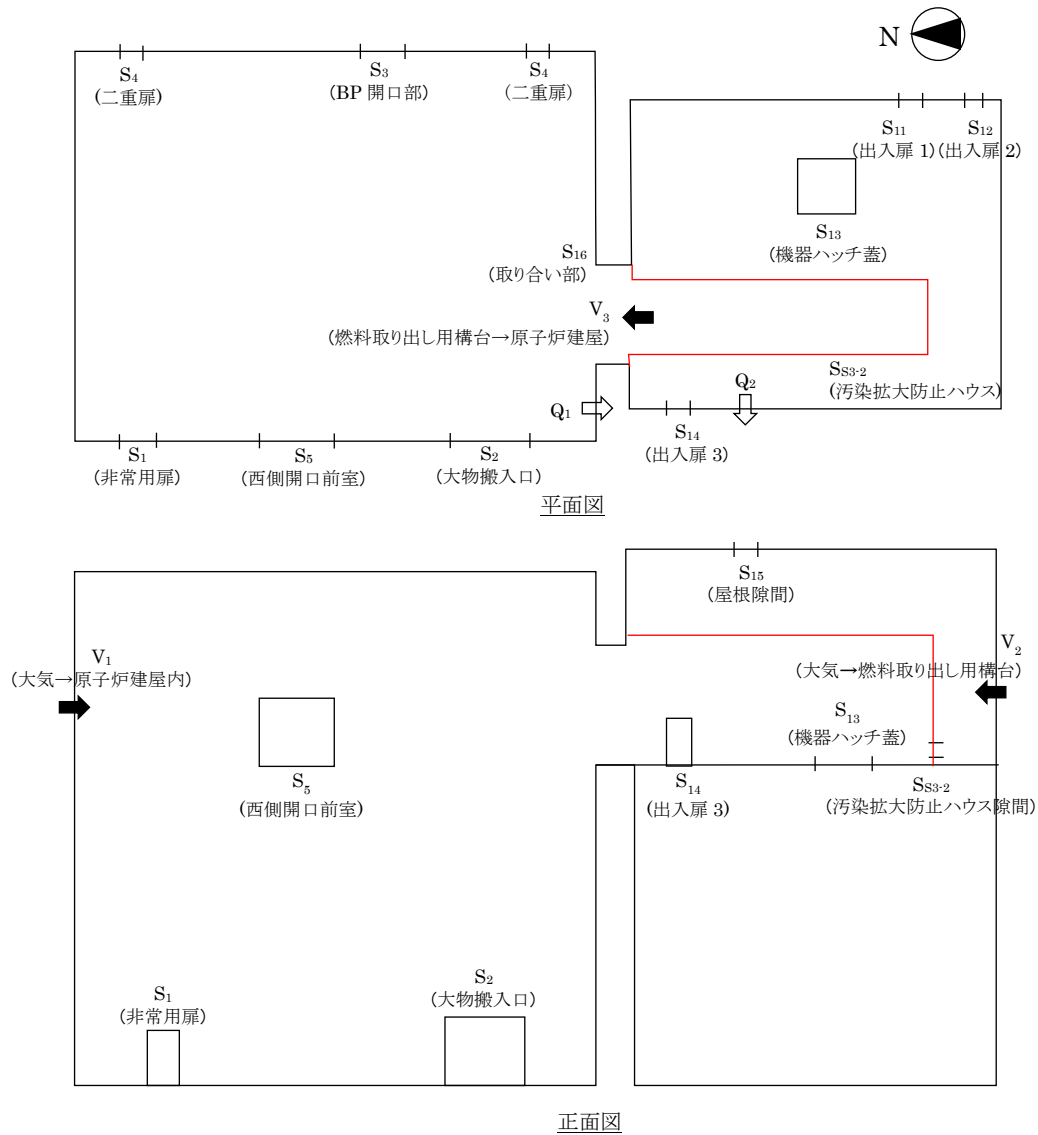 N
S4
(二重扉)
S3
(BP 開口部)
S4
(二重扉)
S11
(出入扉 1)
S12
(出入扉 2)
S13
(機器ハッチ蓋)
S16
(取り合い部)
V3
(燃料取り出し用構台→原子炉建屋)
SS3-2
(汚染拡大防止ハウス)
Q1
Q2
S14
(出入扉 3)
S1
(非常用扉)
S5
(西側開口前室)
S2
(大物搬入口)
平面図
S15
(屋根隙間)
V1
(大気→原子炉建屋内)
V2
(大気→燃料取り出し用構台)
S13
(機器ハッチ蓋)
S5
(西側開口前室)
S14
(出入扉 3)
SS3-2
(汚染拡大防止ハウス隙間)
S1
(非常用扉)
S2
(大物搬入口)
正面図